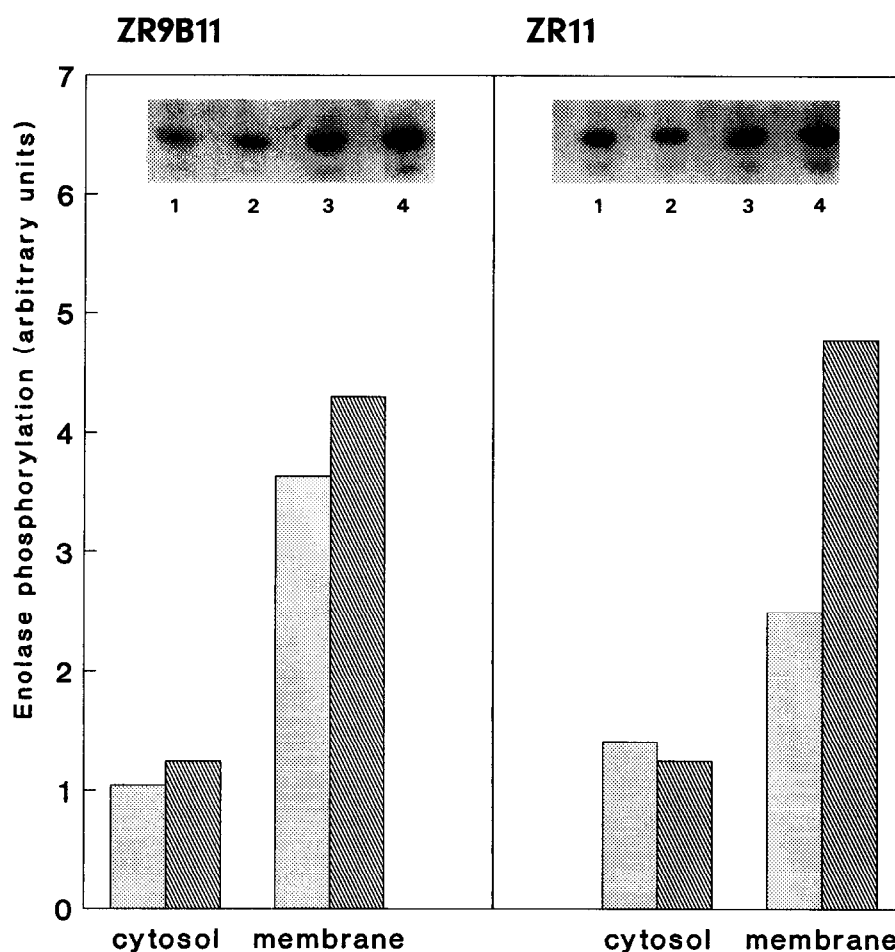 ZR9B11 ZR11
Enolase phosphorylation (arbitrary units)
7
6
5
4
3
2
1
0
1 2 3 4
1 2 3 4
cytosol membrane cytosol membrane